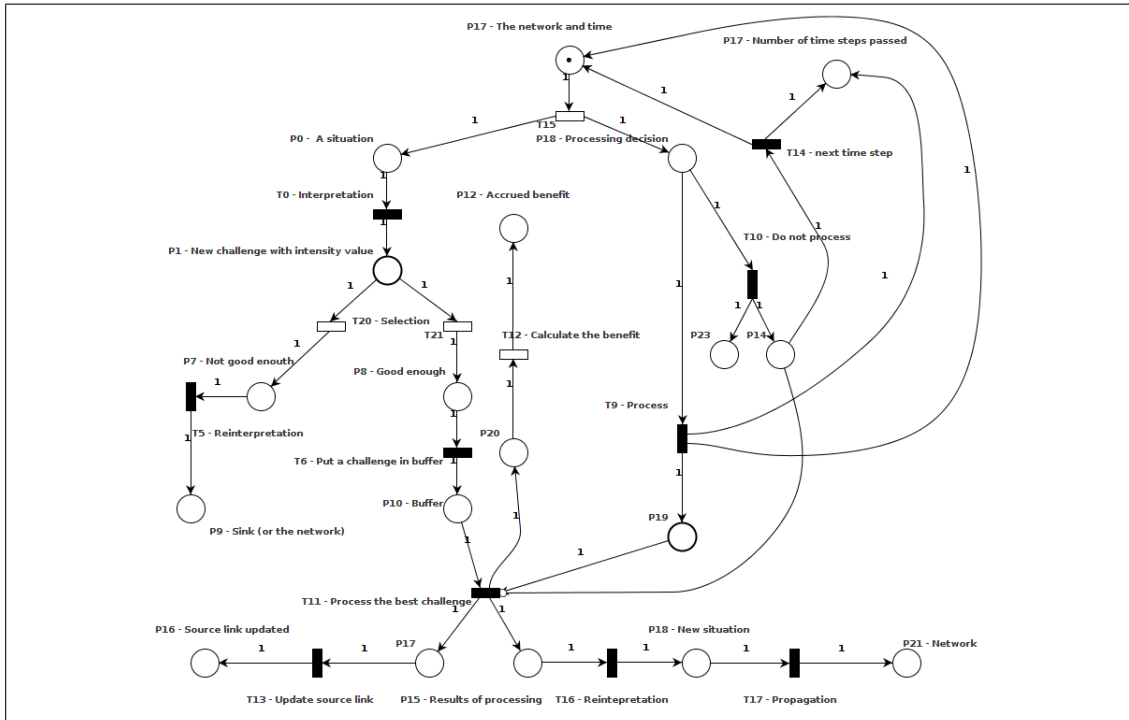 P17 - The network and time
P17 - Number of time steps passed
1
1
1
T15
1
1
P0 - A situation
P18 - Processing decision
T14 - next time step
1
1
T0 - Interpretation
P12 - Accrued benefit
1
1
T10 - Do not process
1
P1 - New challenge with intensity value
1
1
1
1
1
1
1
T20 - Selection
T21
T12 - Calculate the benefit
P23
P14
1
1
P7 - Not good enouth
P8 - Good enough
1
1
T9 - Process
1
T5 - Reinterpretation
1
P20
T6 - Put a challenge in buffer
1
1
P10 - Buffer
P9 - Sink (or the network)
1
P19
1
1
T11 - Process the best challenge
1
1
P16 - Source link updated
P17
P18 - New situation
P21 - Network
1
1
1
1
1
1
T13 - Update source link
P15 - Results of processing
T16 - Reintepretation
T17 - Propagation